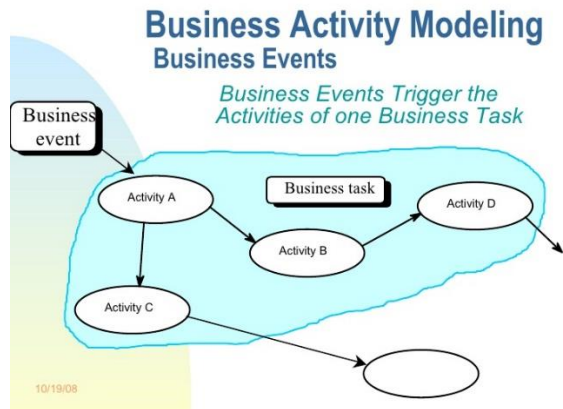 Business Activity Modeling
Business Events
Business Events Trigger the
Activities of one Business Task
Business
event
Activity A
Business task
Activity D
Activity B
Activity C
10/19/08